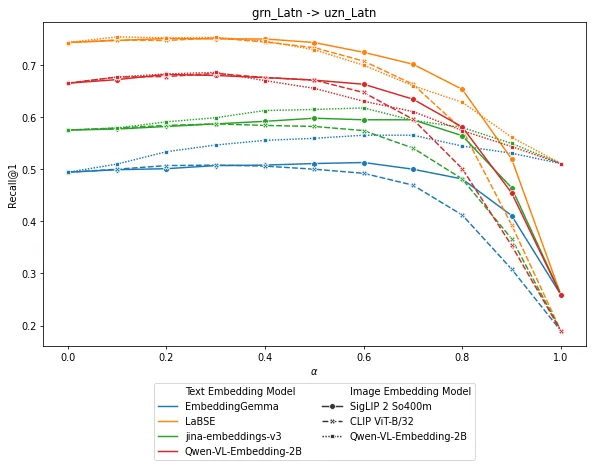 grn_Latn -> uzn_Latn
Recall@1
0.7
0.6
0.5
0.4
0.3
0.2
0.0
0.2
0.4
0.6
0.8
1.0
α
Text Embedding Model
EmbeddingGemma
LaBSE
jina-embeddings-v3
Qwen-VL-Embedding-2B
Image Embedding Model
SigLIP 2 So400m
CLIP ViT-B/32
Qwen-VL-Embedding-2B